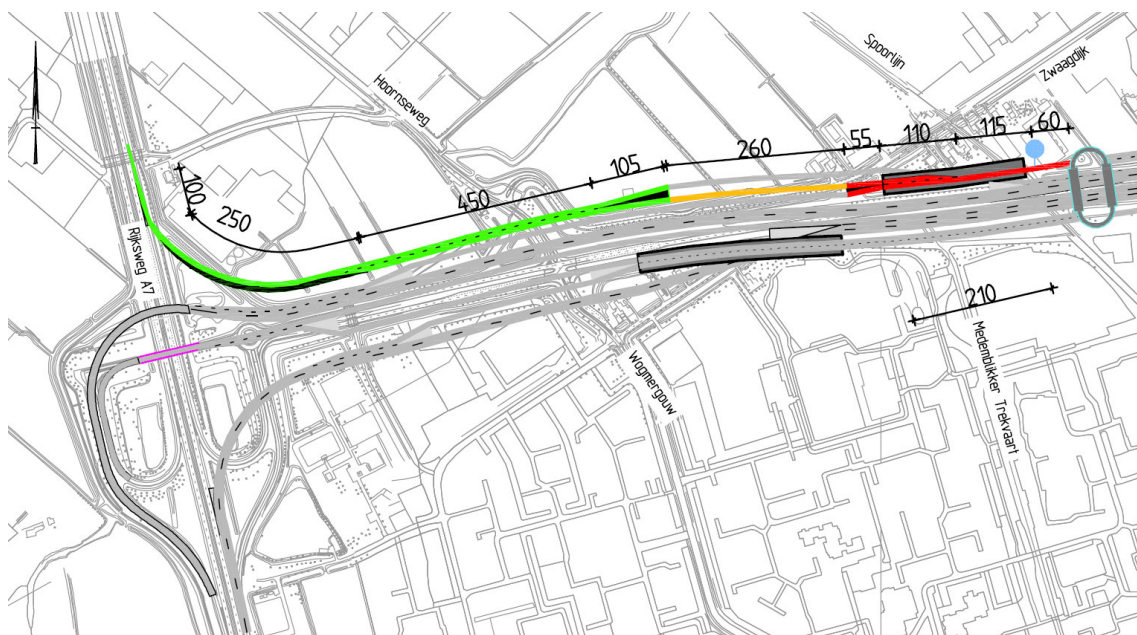 Spoorlijn
Zwaagdijk
Hoornseweg
60
115
110
55
260
105
450
100
250
Rijksweg A7
210
Wogmergouw
Medemblikker Trekvaart